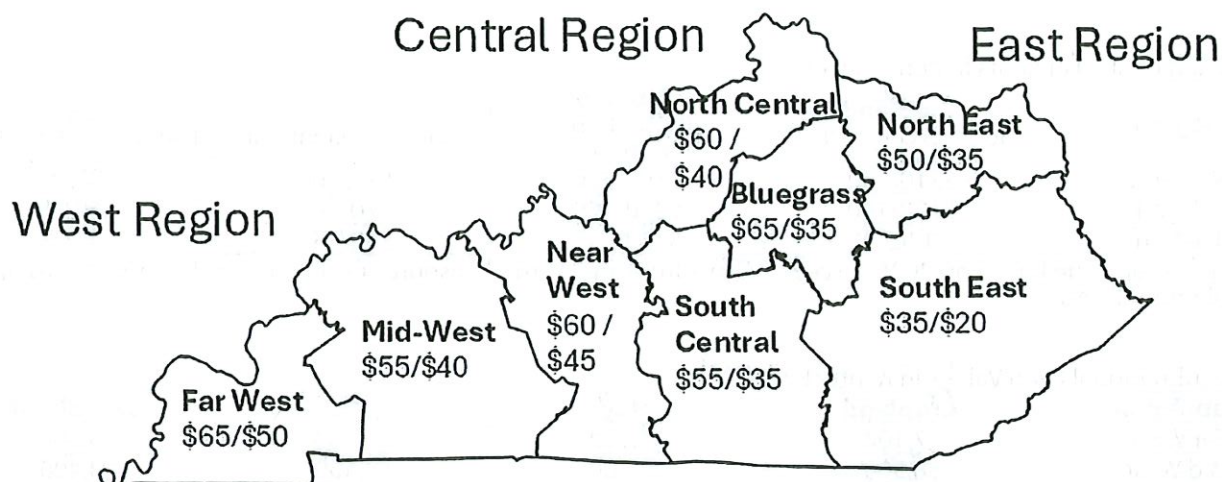 Central Region
East Region
West Region
North Central
$60 /
$40
North East
$50/$35
Bluegrass
$65/$35
Near
West
$60 /
$45
South East
$35/$20
South
Central
$55/$35
Mid-West
$55/$40
Far West
$65/$50